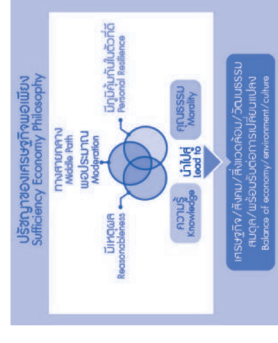 ปรัชญาของเศรษฐกิจพอเพียง
Sufficiency Economy Philosophy
ทางสายกลาง
Middle Path
พอประมาณ
Moderation
มีเหตุผล
Reasonableness
มีภูมิคุ้มกันในตัวที่ดี
Personal Resilience
ความรู้
Knowledge
นำไปสู่
Lead to
คุณธรรม
Morality
เศรษฐกิจ/สังคม/สิ่งแวดล้อม/วัฒนธรรม
สมดุล/พร้อมรับต่อการเปลี่ยนแปลง
Balance of economy/ environment/ culture